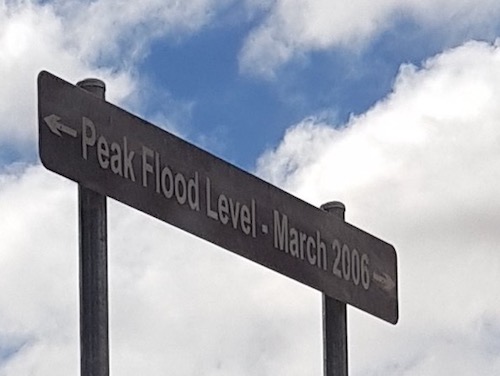 Peak Flood Level - March 2006